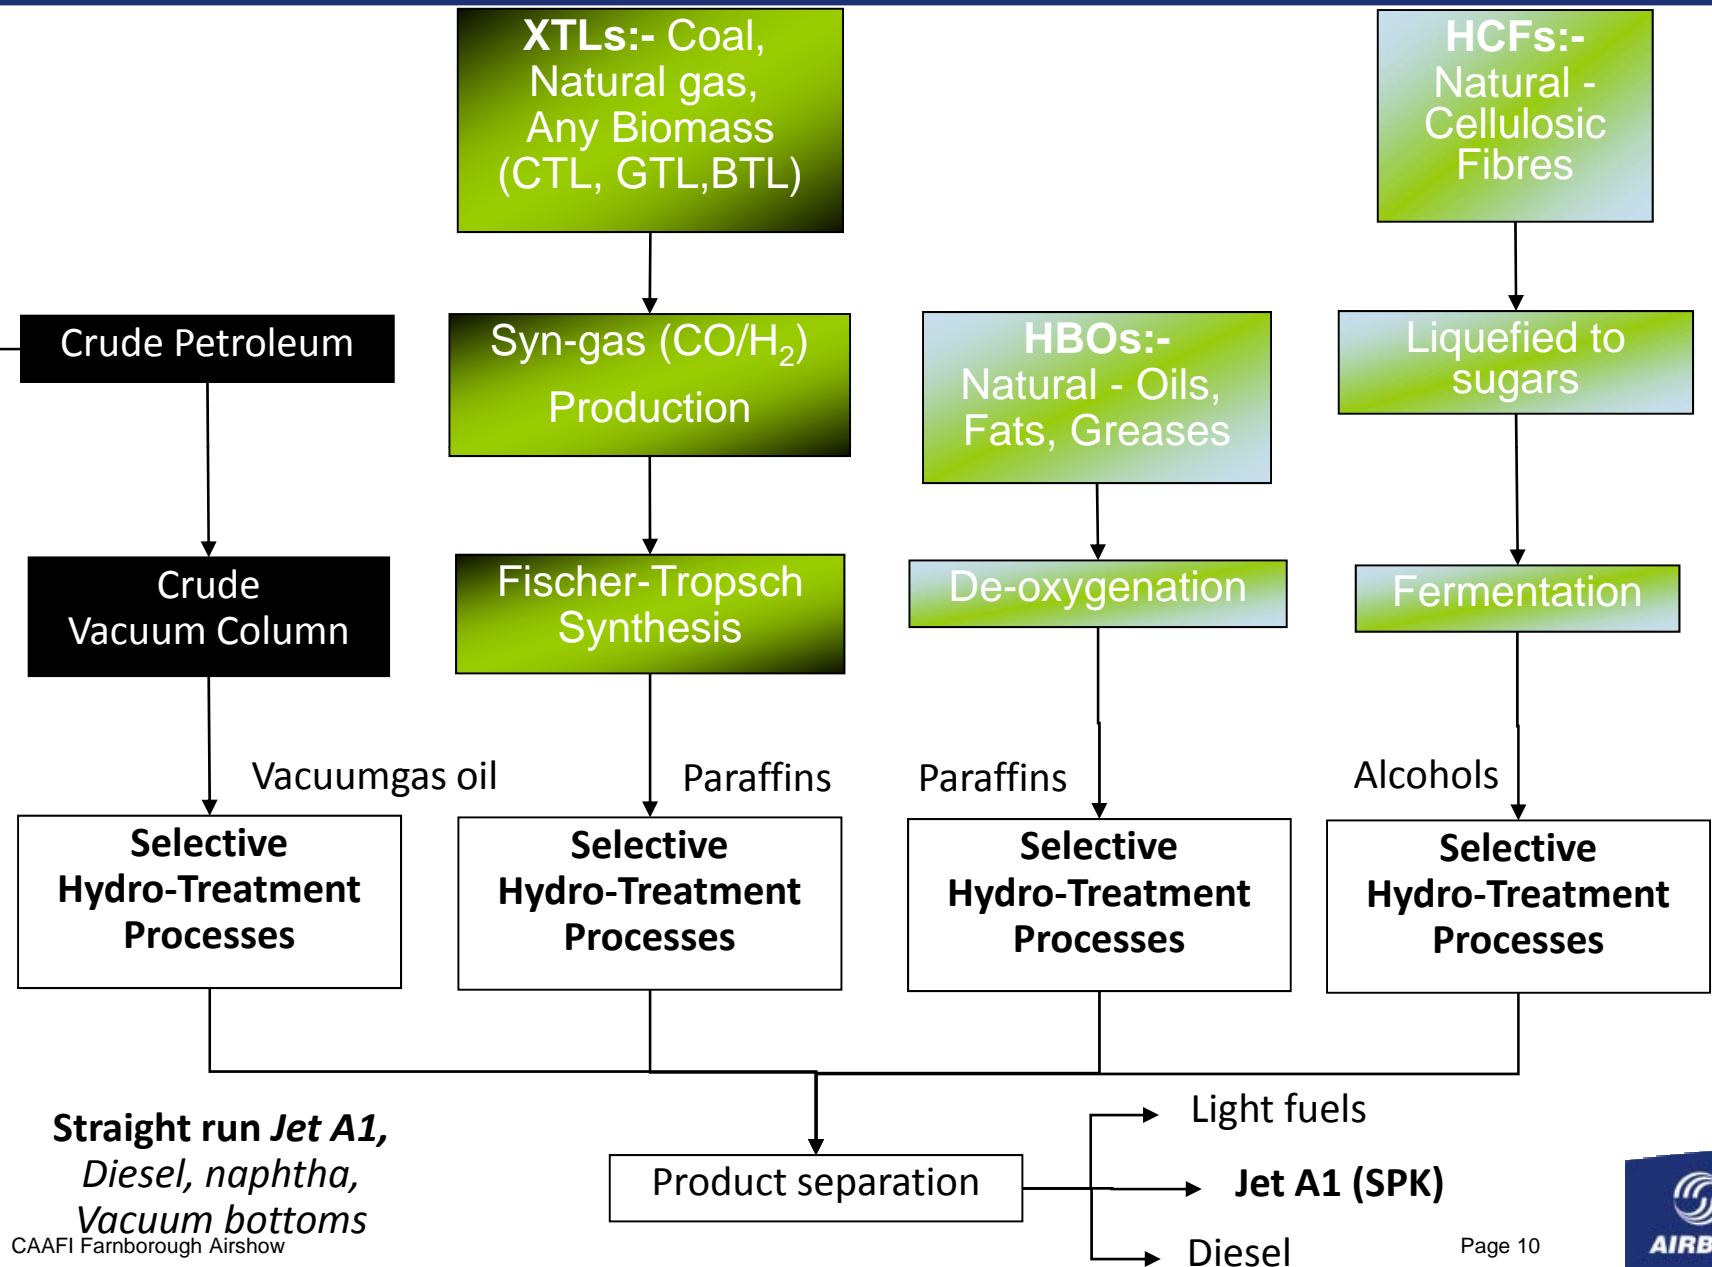 XTLs:- Coal,
Natural gas,
Any Biomass
(CTL, GTL,BTL)
HCFs:-
Natural -
Cellulosic
Fibres
Crude Petroleum
Syn-gas (CO/H₂)
Production
HBOs:-
Natural - Oils,
Fats, Greases
Liquefied to
sugars
Crude
Vacuum Column
Fischer-Tropsch
Synthesis
De-oxygenation
Fermentation
Vacuumgas oil
Paraffins
Paraffins
Alcohols
Selective
Hydro-Treatment
Processes
Selective
Hydro-Treatment
Processes
Selective
Hydro-Treatment
Processes
Selective
Hydro-Treatment
Processes
Straight run Jet A1,
Diesel, naphtha,
Vacuum bottoms
Product separation
Light fuels
Jet A1 (SPK)
Diesel
CAAFI Farnborough Airshow
Page 10